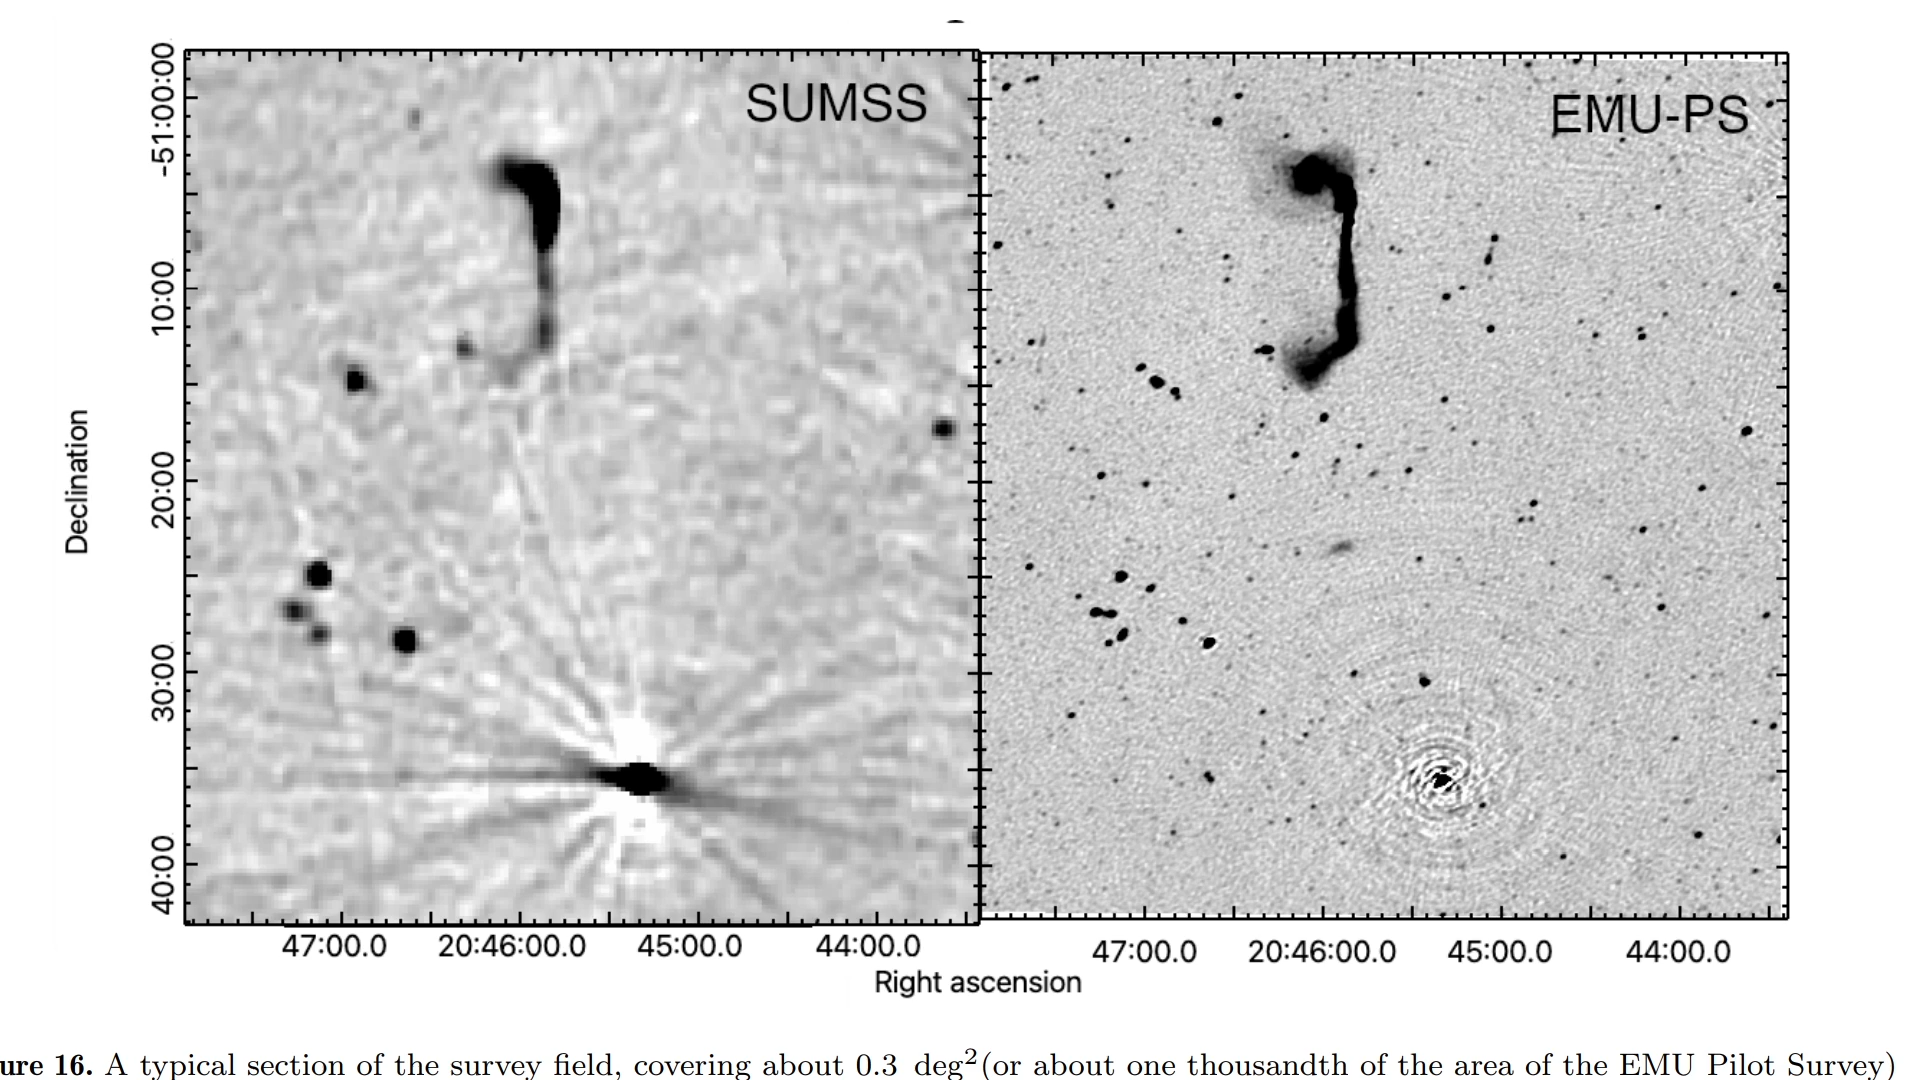 SUMSS
EMU-PS
-51:00:00
10:00
20:00
30:00
40:00
Declination
47:00.0 20:46:00.0 45:00.0 44:00.0
47:00.0 20:46:00.0 45:00.0 44:00.0
Right ascension
ure 16. A typical section of the survey field, covering about 0.3 deg²(or about one thousandth of the area of the EMU Pilot Survey)